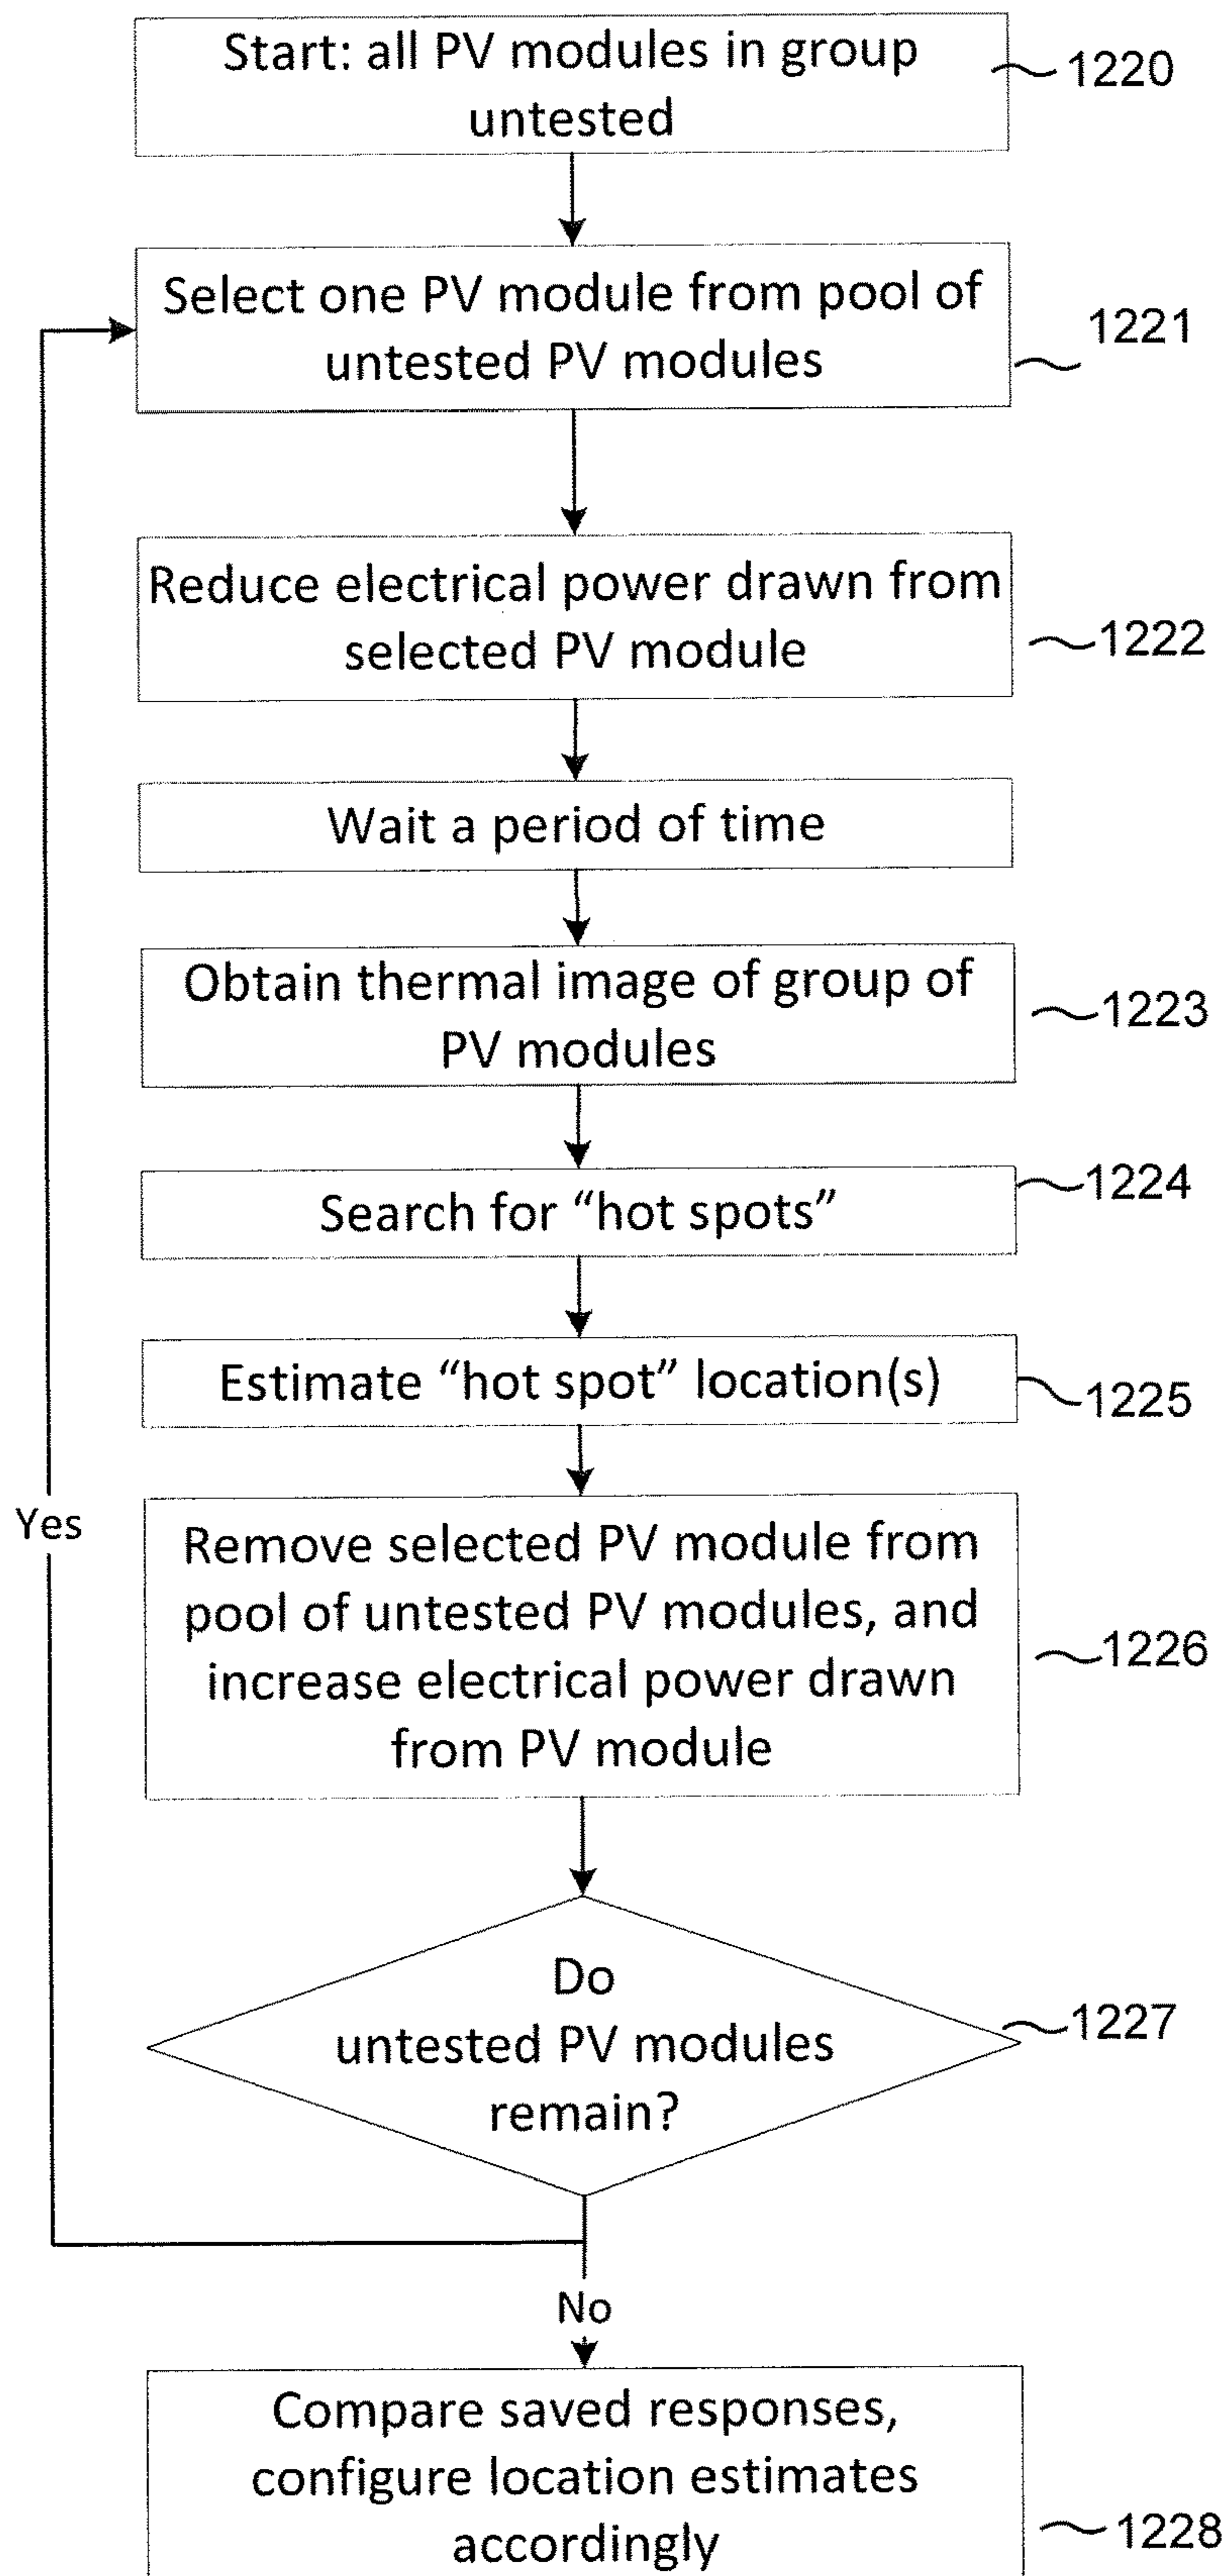 Start: all PV modules in group
untested
1220
Select one PV module from pool of
untested PV modules
1221
Reduce electrical power drawn from
selected PV module
1222
Wait a period of time
Obtain thermal image of group of
PV modules
1223
Search for “hot spots”
1224
Estimate “hot spot” location(s)
1225
Yes
Remove selected PV module from
pool of untested PV modules, and
increase electrical power drawn
from PV module
1226
Do
untested PV modules
remain?
1227
No
Compare saved responses,
configure location estimates
accordingly
1228